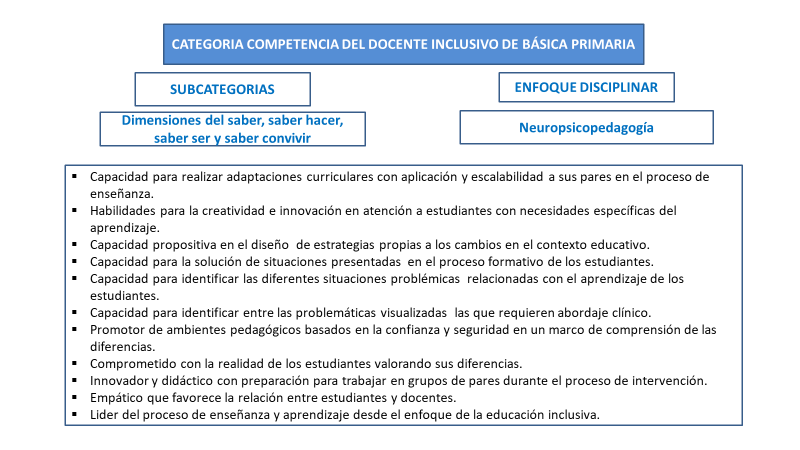 CATEGORIA COMPETENCIA DEL DOCENTE INCLUSIVO DE BÁSICA PRIMARIA
SUBCATEGORIAS
ENFOQUE DISCIPLINAR
Dimensiones del saber, saber hacer,
saber ser y saber convivir
Neuropsicopedagogía
▪ Capacidad para realizar adaptaciones curriculares con aplicación y escalabilidad a sus pares en el proceso de
enseñanza.
▪ Habilidades para la creatividad e innovación en atención a estudiantes con necesidades específicas del
aprendizaje.
▪ Capacidad propositiva en el diseño de estrategias propias a los cambios en el contexto educativo.
▪ Capacidad para la solución de situaciones presentadas en el proceso formativo de los estudiantes.
▪ Capacidad para identificar las diferentes situaciones problémicas relacionadas con el aprendizaje de los
estudiantes.
▪ Capacidad para identificar entre las problemáticas visualizadas las que requieren abordaje clínico.
▪ Promotor de ambientes pedagógicos basados en la confianza y seguridad en un marco de comprensión de las
diferencias.
▪ Comprometido con la realidad de los estudiantes valorando sus diferencias.
▪ Innovador y didáctico con preparación para trabajar en grupos de pares durante el proceso de intervención.
▪ Empático que favorece la relación entre estudiantes y docentes.
▪ Lider del proceso de enseñanza y aprendizaje desde el enfoque de la educación inclusiva.